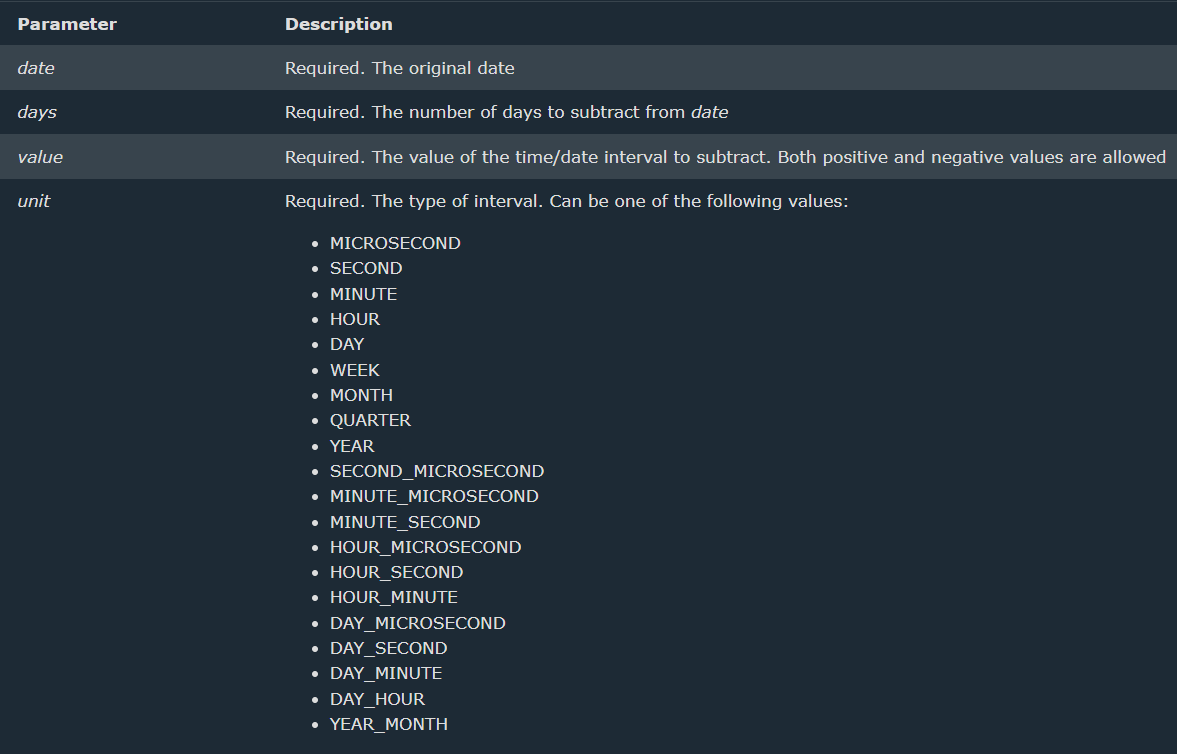 Parameter Description
date Required. The original date
days Required. The number of days to subtract from date
value Required. The value of the time/date interval to subtract. Both positive and negative values are allowed
unit Required. The type of interval. Can be one of the following values:
• MICROSECOND
• SECOND
• MINUTE
• HOUR
• DAY
• WEEK
• MONTH
• QUARTER
• YEAR
• SECOND_MICROSECOND
• MINUTE_MICROSECOND
• MINUTE_SECOND
• HOUR_MICROSECOND
• HOUR_SECOND
• HOUR_MINUTE
• DAY_MICROSECOND
• DAY_SECOND
• DAY_MINUTE
• DAY_HOUR
• YEAR_MONTH